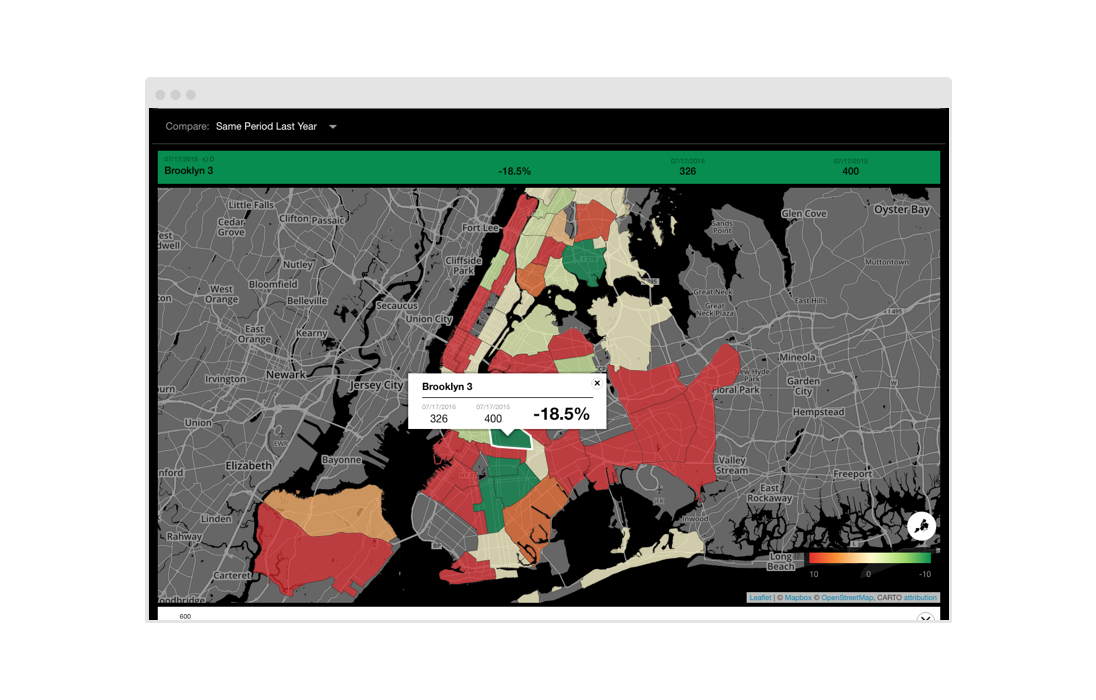 Compare: Same Period Last Year
07/17/2016
Brooklyn 3
-18.5%
07/17/2016
326
07/17/2015
400
Little Falls
Cedar
Grove
Clifton
Passaic
Fort Lee
Sands
Point
Glen Cove
Oyster Bay
Nutley
Cliffside
Park
Muttontown
West
Orange
Bloomfield
Belleville
Secaucus
Union City
Great Neck
Great
Neck Plaza
East Hills
I 495
East
Orange
Kearny
Irvington
Newark
Jersey City
Mineola
New Hyde
Park
Floral Park
Garden
City
Hempstead
Union
EWR
Elizabeth
Bayonne
Brooklyn 3
×
07/17/2016
326
07/17/2015
400
-18.5%
Valley
Stream
Freeport
East
Rockaway
Inwood
Linden
Rahway
Carteret
Long
Beach
10
0
-10
Leaflet | © Mapbox © OpenStreetMap, CARTO attribution
600